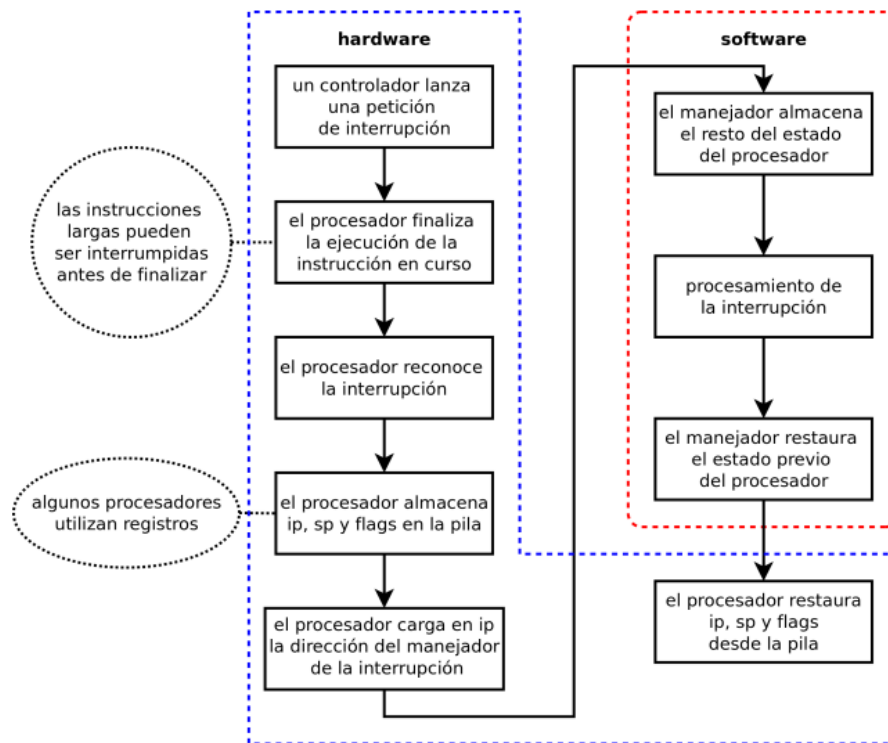 hardware
un controlador lanza
una petición
de interrupción
las instrucciones
largas pueden
ser interrumpidas
antes de finalizar
el procesador finaliza
la ejecución de la
instrucción en curso
el procesador reconoce
la interrupción
algunos procesadores
utilizan registros
el procesador almacena
ip, sp y flags en la pila
el procesador carga en ip
la dirección del manejador
de la interrupción
software
el manejador almacena
el resto del estado
del procesador
procesamiento de
la interrupción
el manejador restaura
el estado previo
del procesador
el procesador restaura
ip, sp y flags
desde la pila